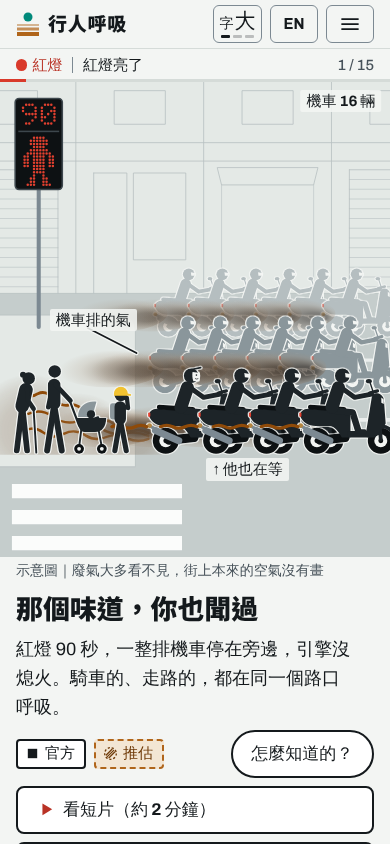 行人呼吸
字大
EN
紅燈
紅燈亮了
1 / 15
機車 16 輛
90
機車排的氣
↑他也在等
示意圖｜廢氣大多看不見，街上本來的空氣沒有畫
那個味道，你也聞過
紅燈 90 秒，一整排機車停在旁邊，引擎沒
熄火。騎車的、走路的，都在同一個路口
呼吸。
官方
推估
怎麼知道的？
看短片（約 2 分鐘）